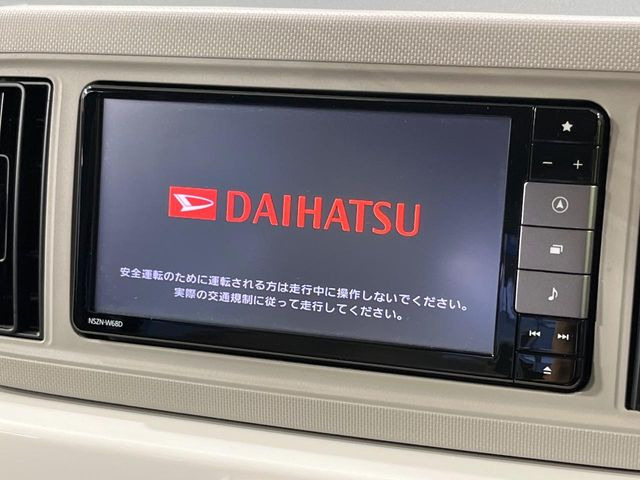 DAIHATSU
安全運転のために運転される方は走行中に操作しないでください。
実際の交通規制に従って走行してください。
NSZN-W68D